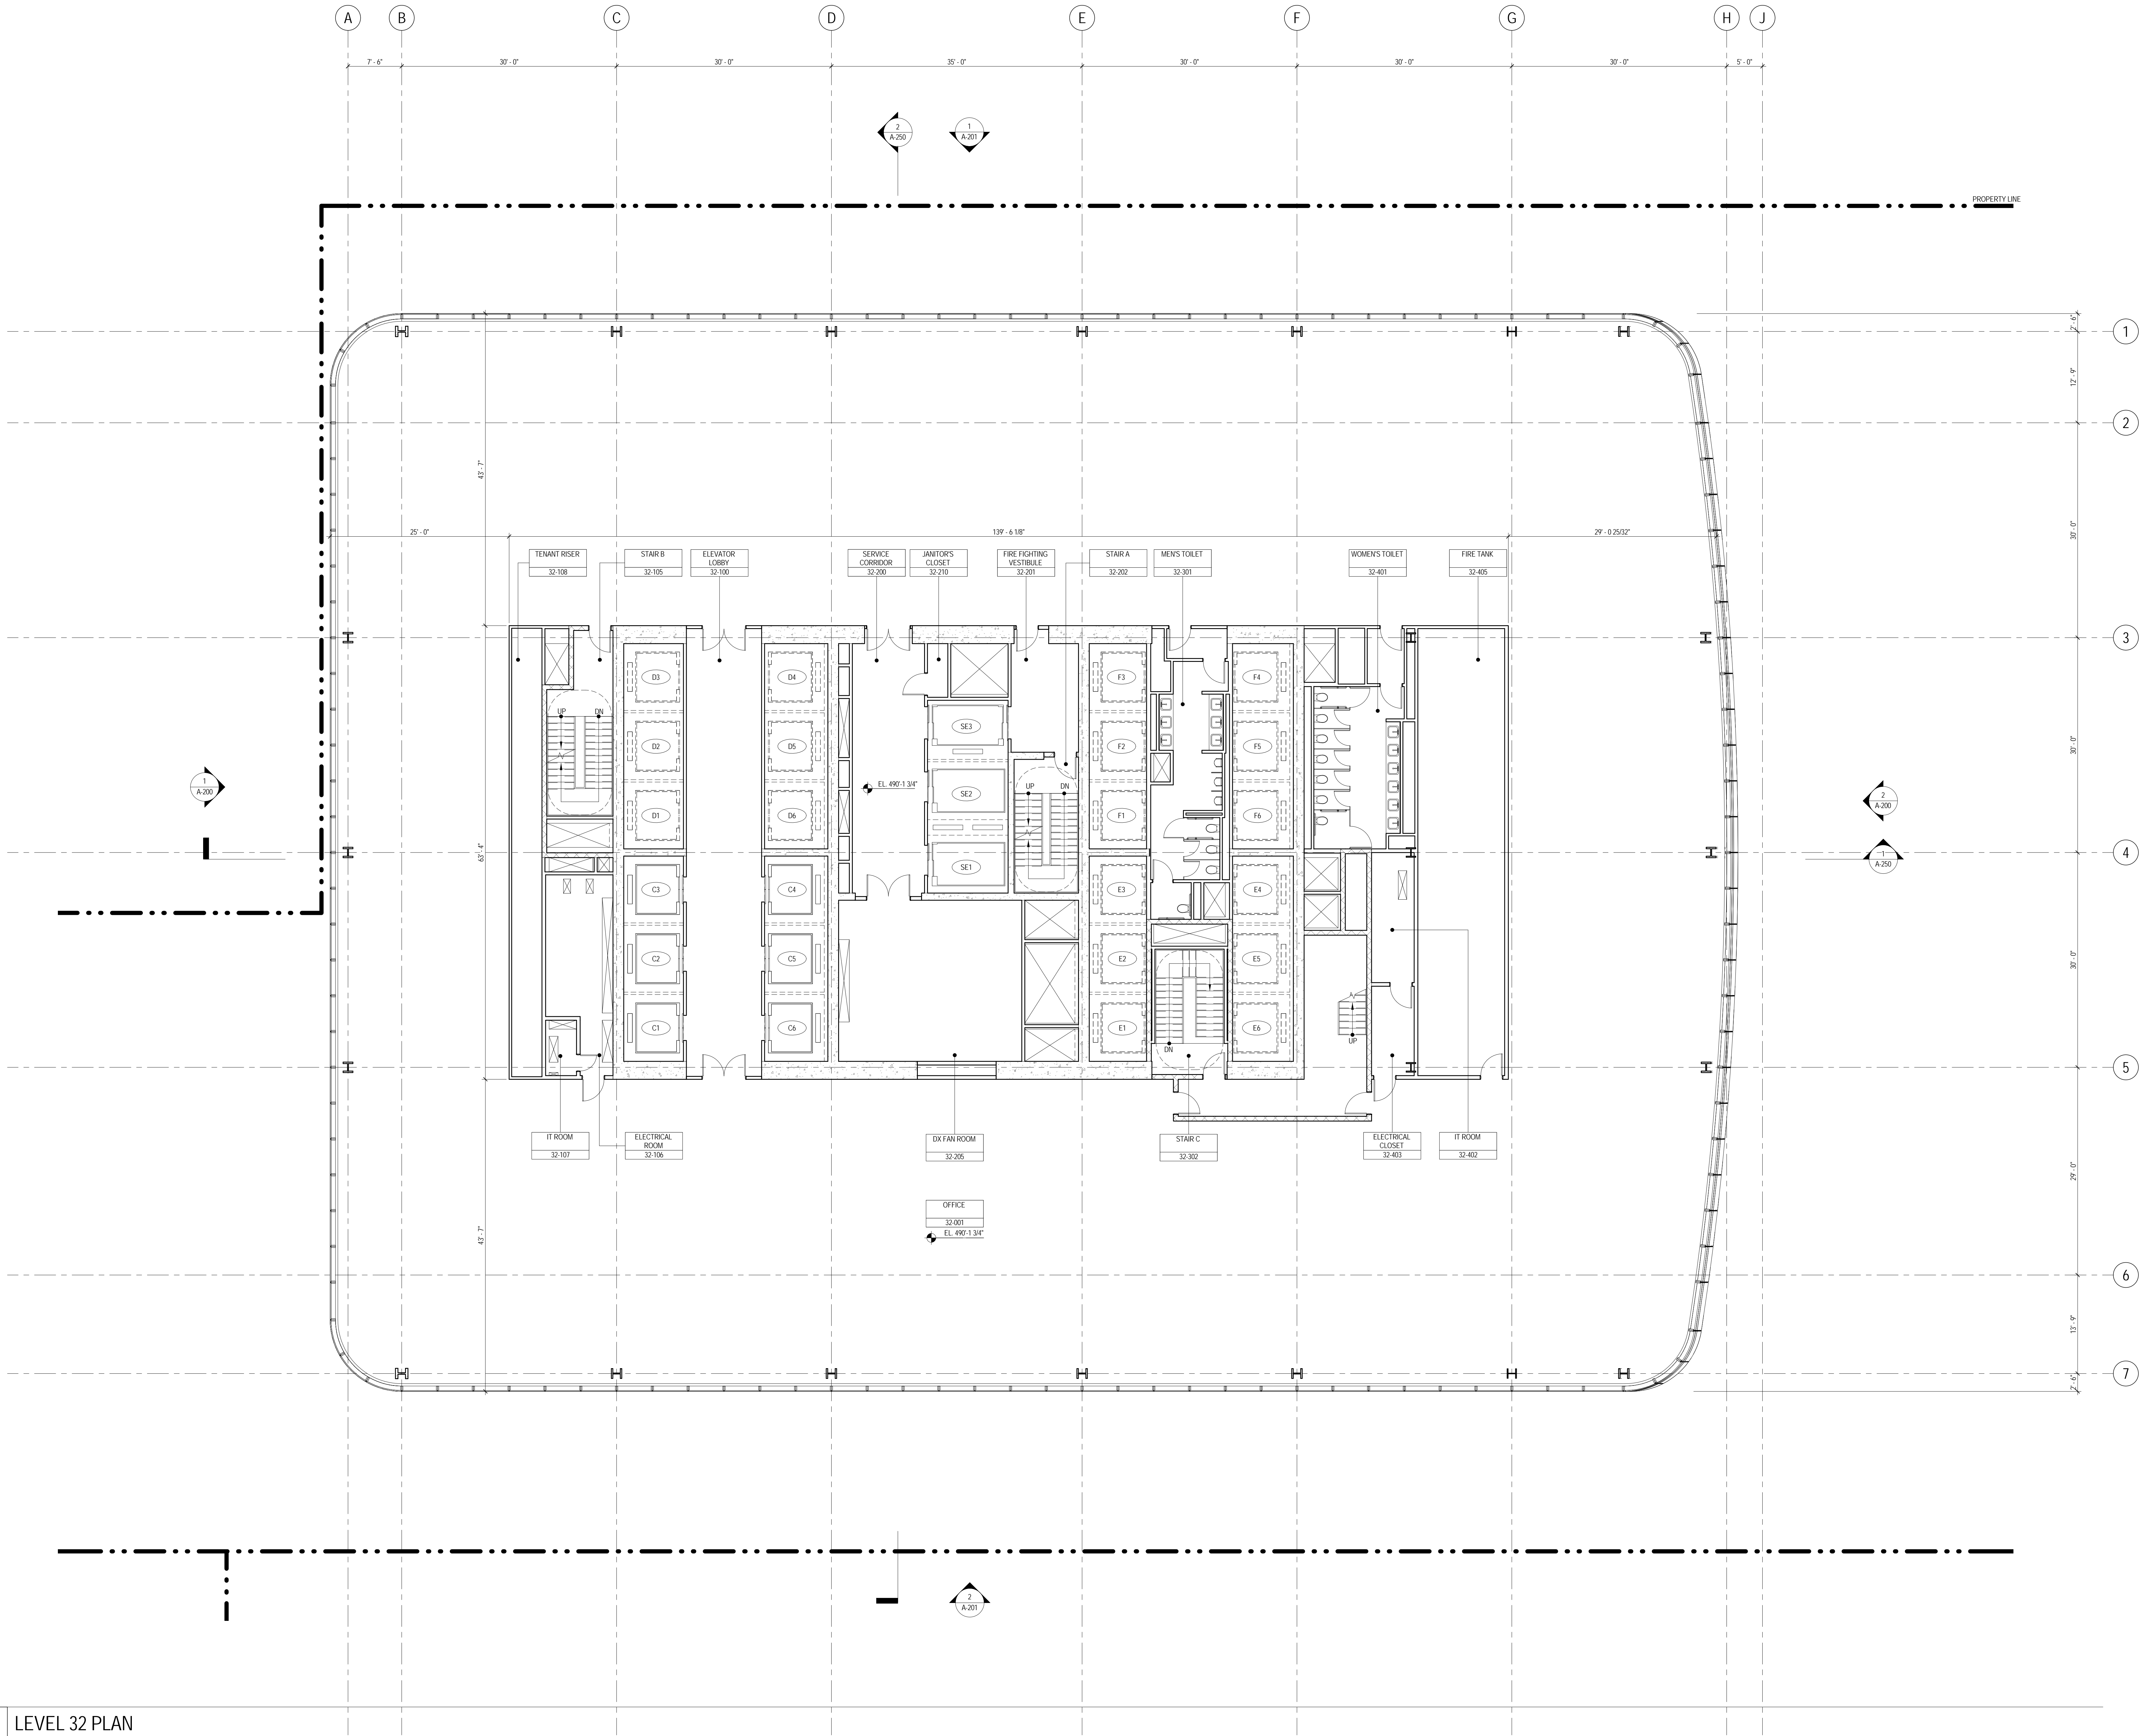 A
B
C
D
E
F
G
H
J
7' - 6"
30' - 0"
30' - 0"
35' - 0"
30' - 0"
30' - 0"
30' - 0"
5' - 0"
2
A-250
1
A-201
PROPERTY LINE
1
2' - 6"
12' - 9"
2
43' - 7"
30' - 0"
25' - 0"
139' - 6 1/8"
29' - 0 25/32"
TENANT RISER
32-108
STAIR B
32-105
ELEVATOR
LOBBY
32-100
SERVICE
CORRIDOR
32-200
JANITOR'S
CLOSET
32-210
FIRE FIGHTING
VESTIBULE
32-201
STAIR A
32-202
MEN'S TOILET
32-301
WOMEN'S TOILET
32-401
FIRE TANK
32-405
3
D3
D4
F3
F4
UP
DN
SE3
D2
D5
F2
F5
30' - 0"
1
A-200
EL. 490'-1 3/4"
SE2
UP
DN
2
A-200
D1
D6
F1
F6
63' - 4"
4
1
A-250
C3
C4
SE1
E3
E4
C2
C5
E2
E5
30' - 0"
C1
C6
E1
E6
DN
UP
5
IT ROOM
32-107
ELECTRICAL
ROOM
32-106
DX FAN ROOM
32-205
STAIR C
32-302
ELECTRICAL
CLOSET
32-403
IT ROOM
32-402
29' - 0"
OFFICE
32-001
EL. 490'-1 3/4"
43' - 7"
6
13' - 9"
7
2' - 6"
2
A-201
LEVEL 32 PLAN